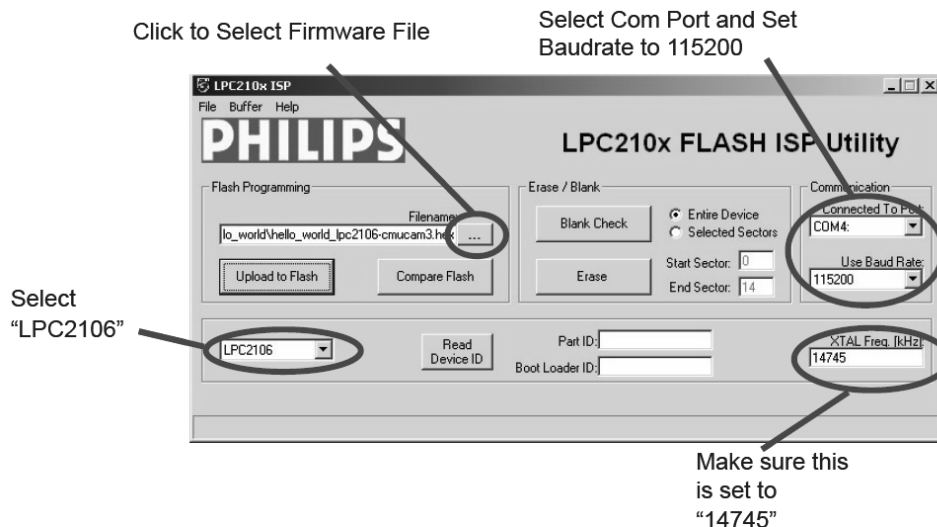 Click to Select Firmware File
Select Com Port and Set
Baudrate to 115200
LPC210x ISP
File Buffer Help
PHILIPS
LPC210x FLASH ISP Utility
Flash Programming
Filename:
lo_world\hello_world_lpc2106-cmucam3.hex
...
Upload to Flash
Compare Flash
Erase / Blank
Blank Check
Entire Device
Selected Sectors
Erase
Start Sector: 0
End Sector: 14
Communication
Connected To Port:
COM4:
Use Baud Rate:
115200
Select
"LPC2106"
LPC2106
Read
Device ID
Part ID:
Boot Loader ID:
XTAL Freq. [kHz]:
14745
Make sure this
is set to
"14745"